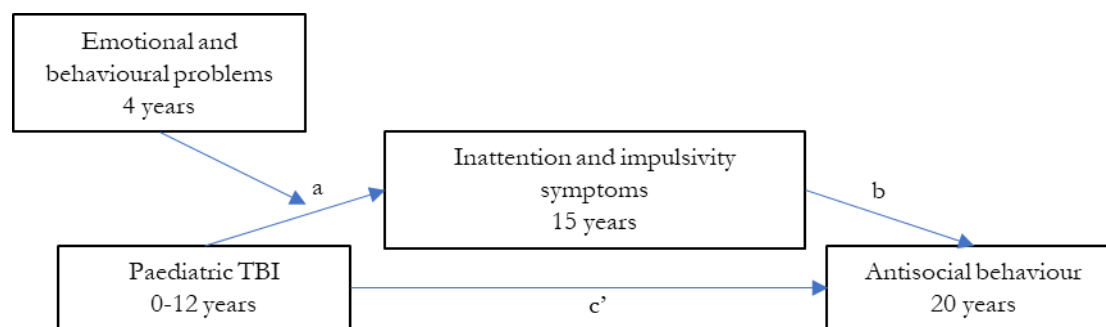 Emotional and
behavioural problems
4 years
Inattention and impulsivity
symptoms
15 years
a
b
Paediatric TBI
0-12 years
Antisocial behaviour
20 years
c’